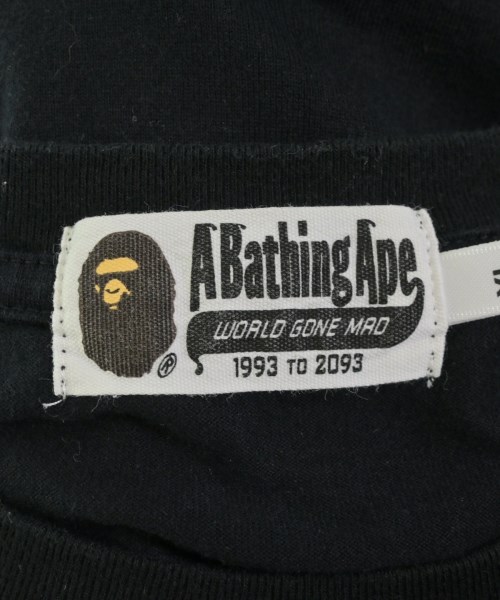 A Bathing Ape
®
WORLD GONE MAD
1993 TO 2093